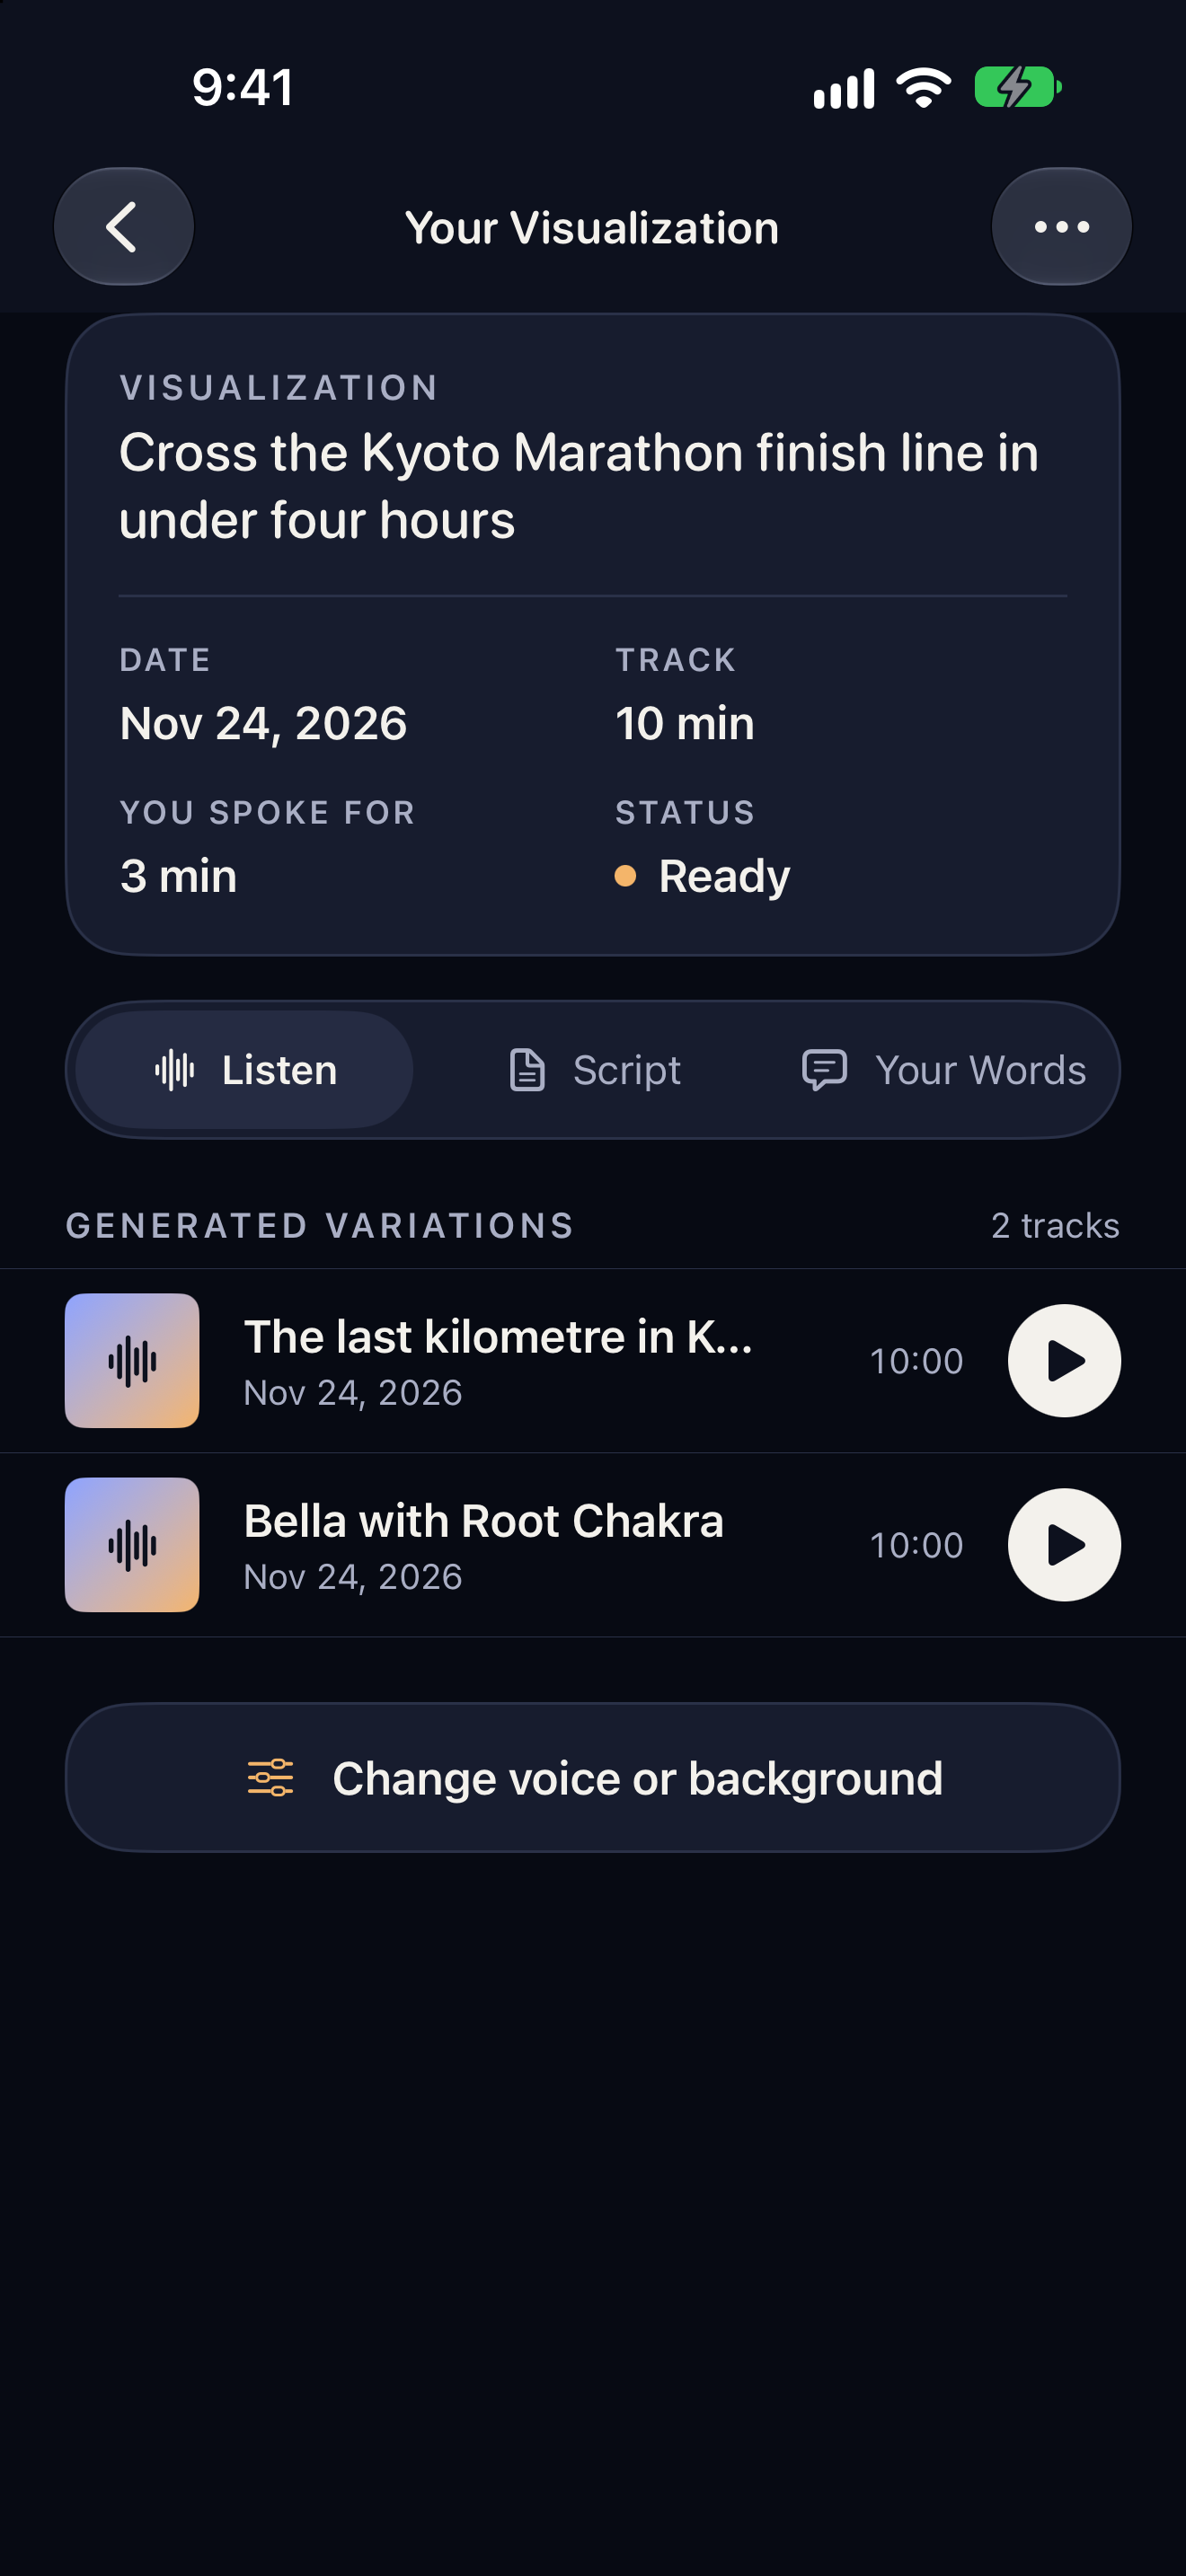 9:41
Your Visualization
VISUALIZATION
Cross the Kyoto Marathon finish line in
under four hours
DATE
Nov 24, 2026
TRACK
10 min
YOU SPOKE FOR
3 min
STATUS
Ready
Listen
Script
Your Words
GENERATED VARIATIONS
2 tracks
The last kilometre in K...
Nov 24, 2026
10:00
Bella with Root Chakra
Nov 24, 2026
10:00
Change voice or background